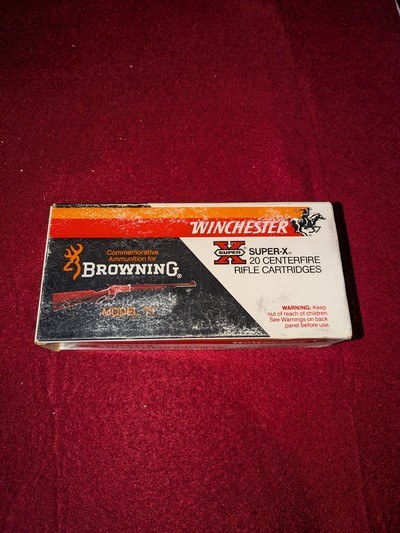 WINCHESTER
Commemorative
Ammunition for
BROWNING®
MODEL 71
X
SUPER
SUPER-X®
20 CENTERFIRE
RIFLE CARTRIDGES
WARNING: Keep
out of reach of children.
See Warnings on back
panel before use.